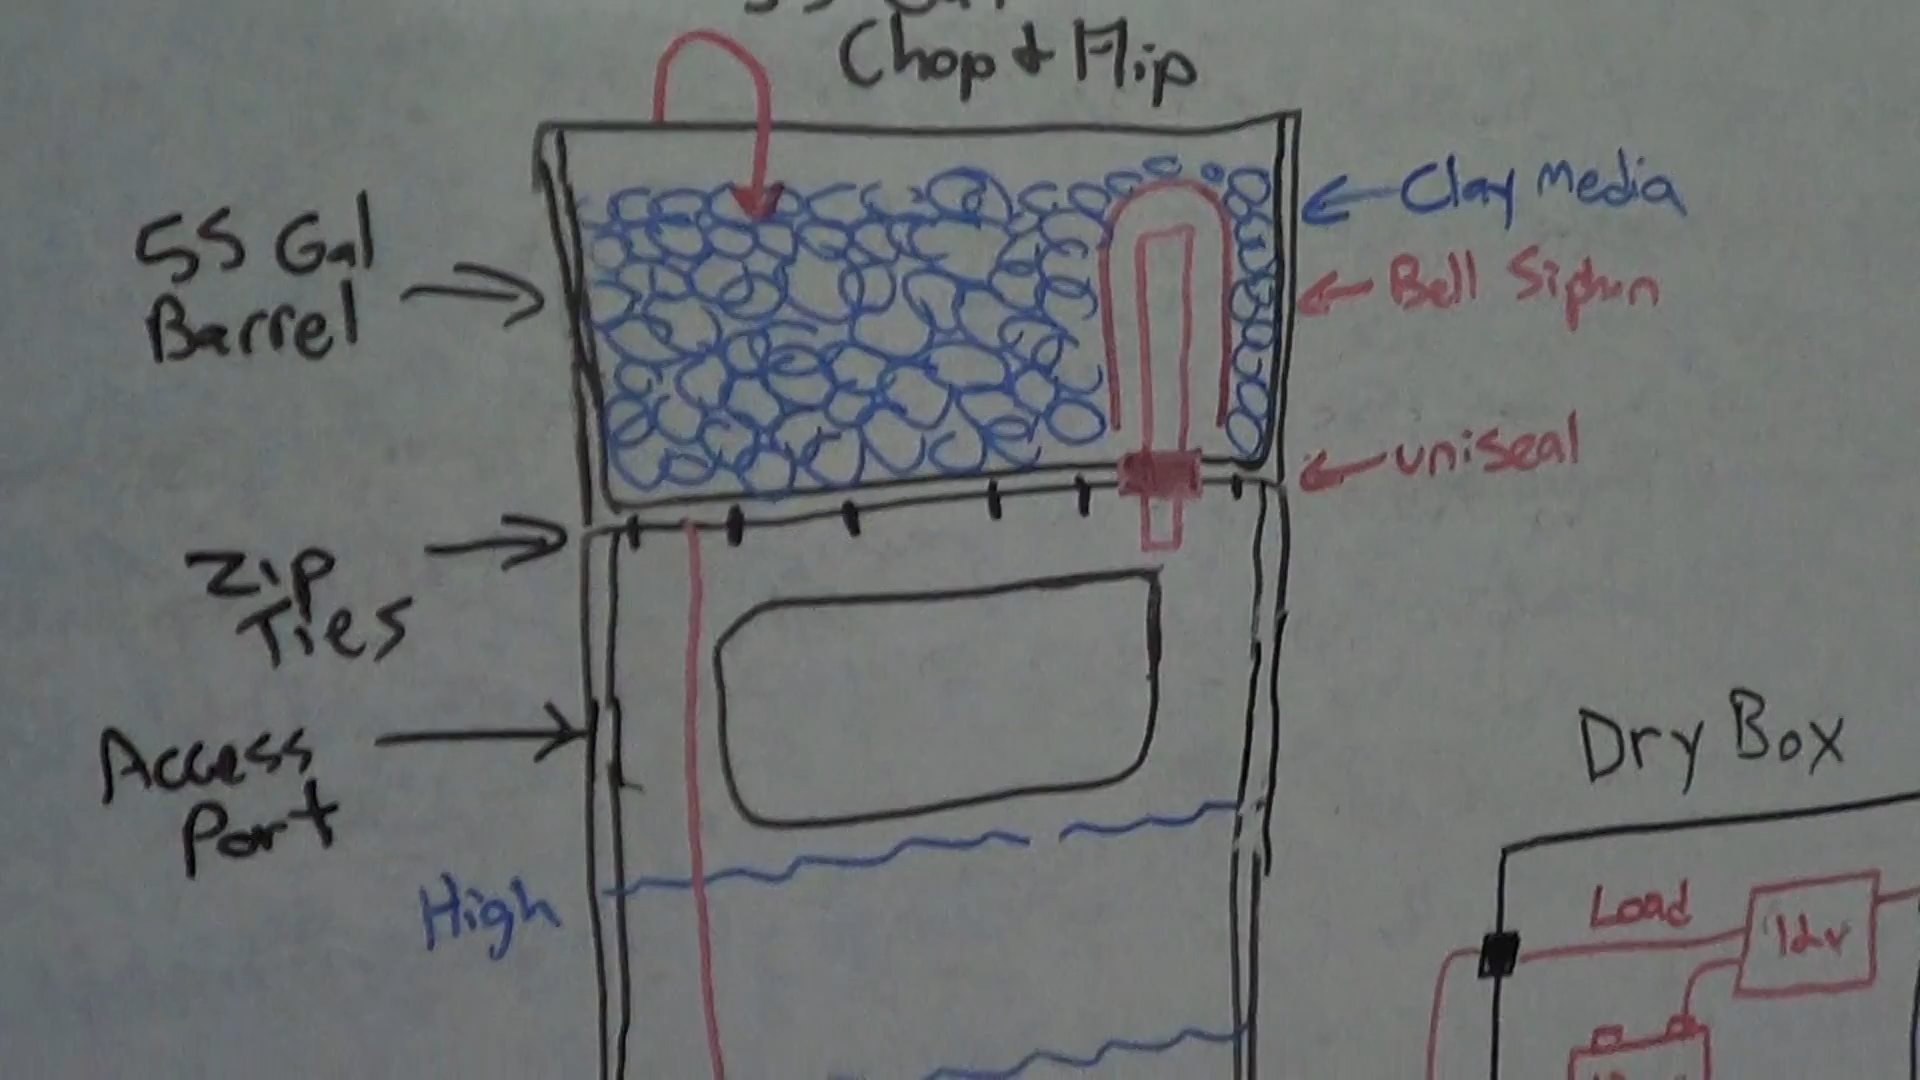 Chop & Flip
55 Gal
Barrel
Clay Media
Bell Siphon
uniseal
Zip
Ties
Access
Port
High
Dry Box
Load
12v